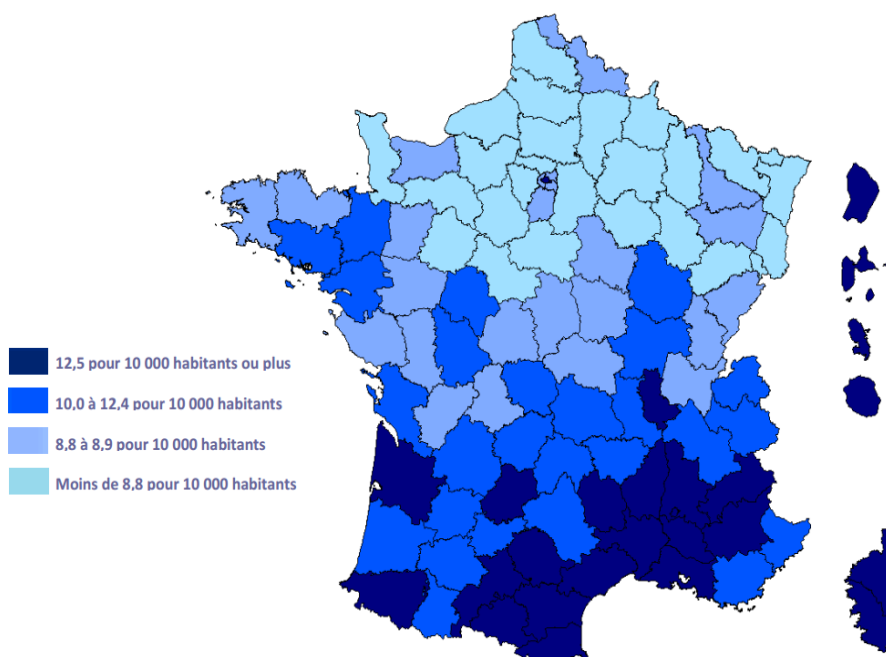 12,5 pour 10 000 habitants ou plus
10,0 à 12,4 pour 10 000 habitants
8,8 à 8,9 pour 10 000 habitants
Moins de 8,8 pour 10 000 habitants